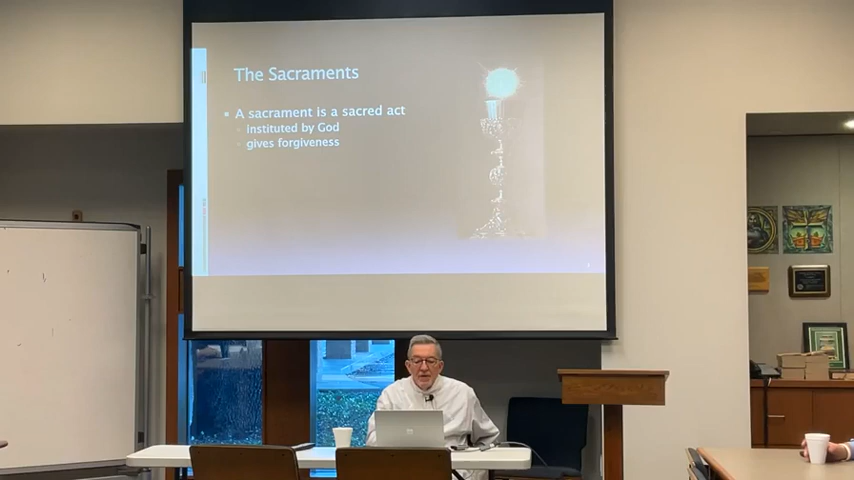 The Sacraments
A sacrament is a sacred act
instituted by God
gives forgiveness